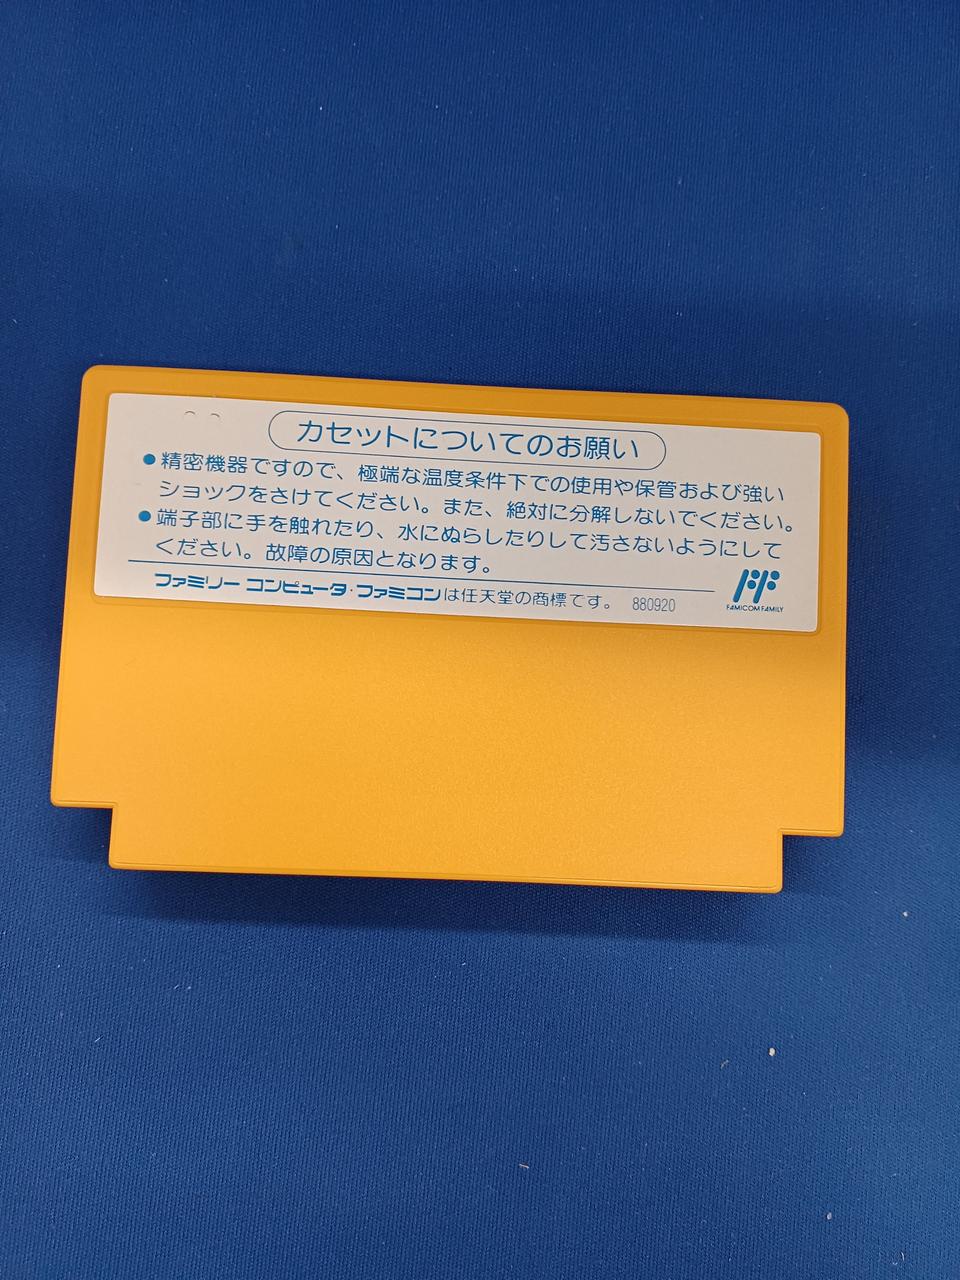 カセットについてのお願い
●精密機器ですので、極端な温度条件下での使用や保管および強い
ショックをさけてください。また、絶対に分解しないでください。
●端子部に手を触れたり、水にぬらしたりして汚さないようにして
ください。故障の原因となります。
ファミリー コンピュータ・ファミコンは任天堂の商標です。 880920
FAMICOM FAMILY